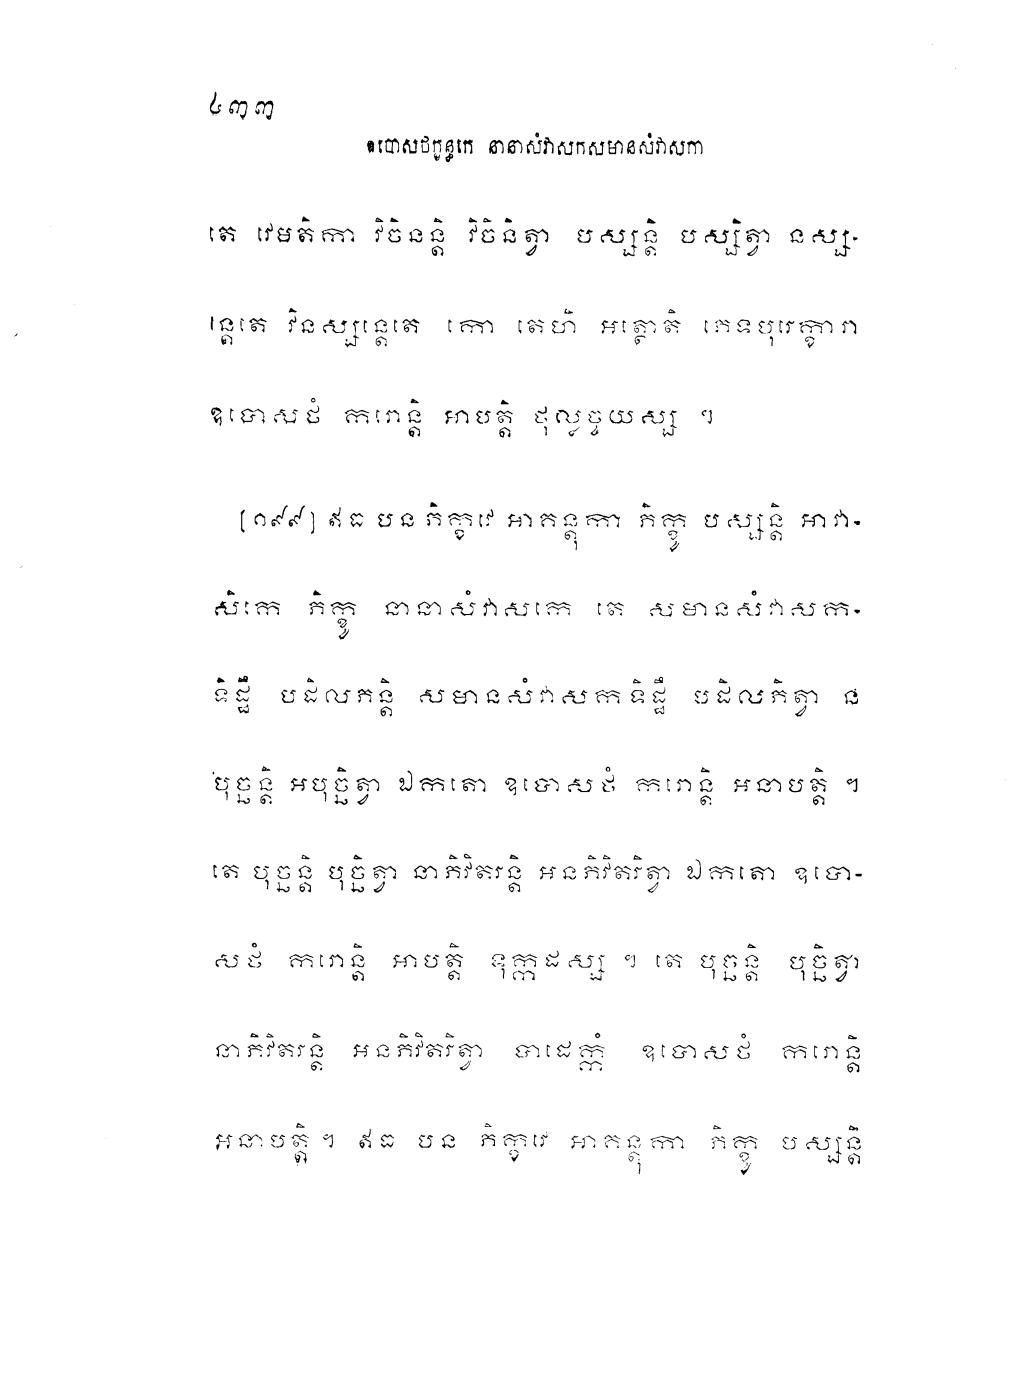 ៤៣៣
ឧបោសថក្ខន្ធកេ នានាសំវាសកសមានសំវាសកា
តេ វេមតិកា វិចិនន្តិ វិចិនិត្វា បស្សន្តិ បស្សិត្វា នស្ស-
ន្តេតេ វិនស្សន្តេតេ កោ តេហិ អត្ថោតិ ភេទបុរេក្ខារា
ឧបោសថំ ករោន្តិ អាបត្តិ ថុល្លច្ចយស្ស ។
[១៩៩] ឥធ បន ភិក្ខវេ អាគន្តុកា ភិក្ខូ បស្សន្តិ អាវា-
សិកេ ភិក្ខូ នានាសំវាសកេ តេ សមានសំវាសក-
ទិដ្ឋឹ បដិលភន្តិ សមានសំវាសកទិដ្ឋឹ បដិលភិត្វា ន
បុច្ឆន្តិ អបុច្ឆិត្វា ឯកតោ ឧបោសថំ ករោន្តិ អនាបត្តិ ។
តេ បុច្ឆន្តិ បុច្ឆិត្វា នាភិវិតរន្តិ អនភិវិតរិត្វា ឯកតោ ឧបោ-
សថំ ករោន្តិ អាបត្តិ ទុក្កដស្ស ។ តេ បុច្ឆន្តិ បុច្ឆិត្វា
នាភិវិតរន្តិ អនភិវិតរិត្វា បាដេក្កំ ឧបោសថំ ករោន្តិ
អនាបត្តិ ។ ឥធ បន ភិក្ខវេ អាគន្តុកា ភិក្ខូ បស្សន្តិ